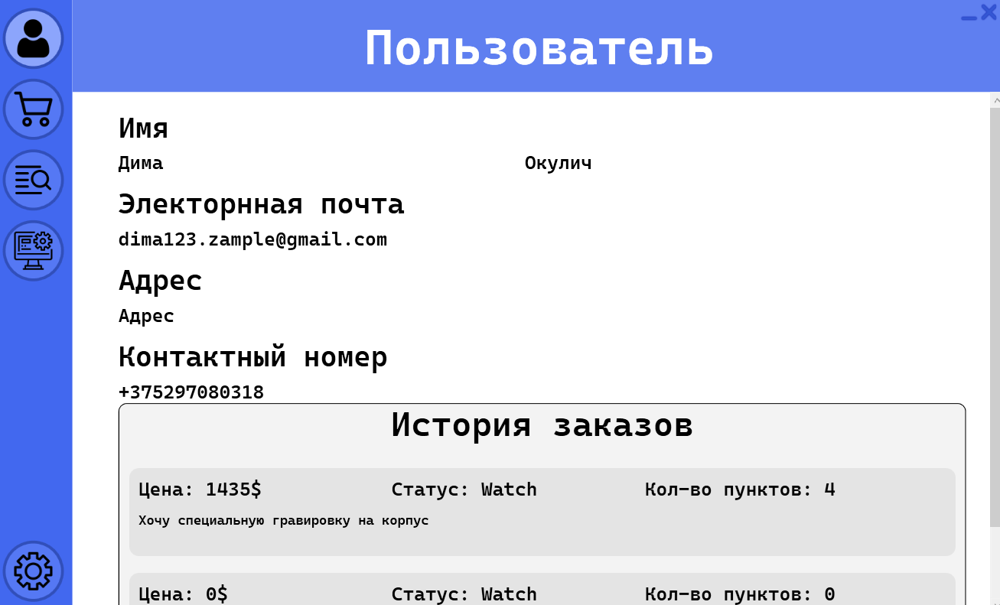 Пользователь
Имя
Дима Окулич
Электорнная почта
dima123.zample@gmail.com
Адрес
Адрес
Контактный номер
+375297080318
История заказов
Цена: 1435$ Статус: Watch Кол-во пунктов: 4
Хочу специальную гравировку на корпус
Цена: 0$ Статус: Watch Кол-во пунктов: 0